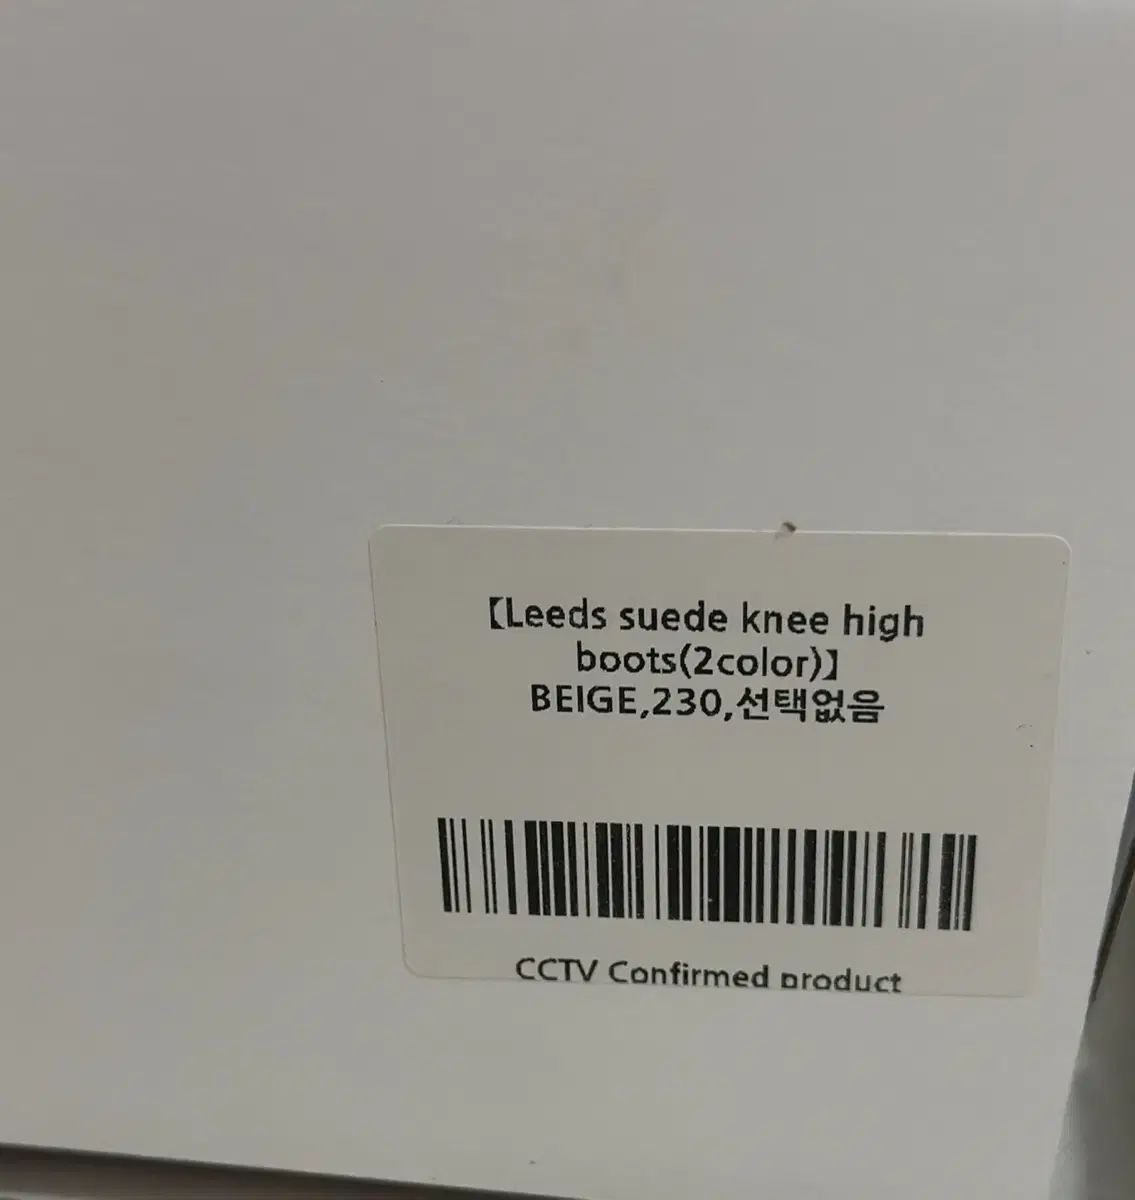 【Leeds suede knee high
boots(2color)】
BEIGE,230,선택없음
CCTV Confirmed product